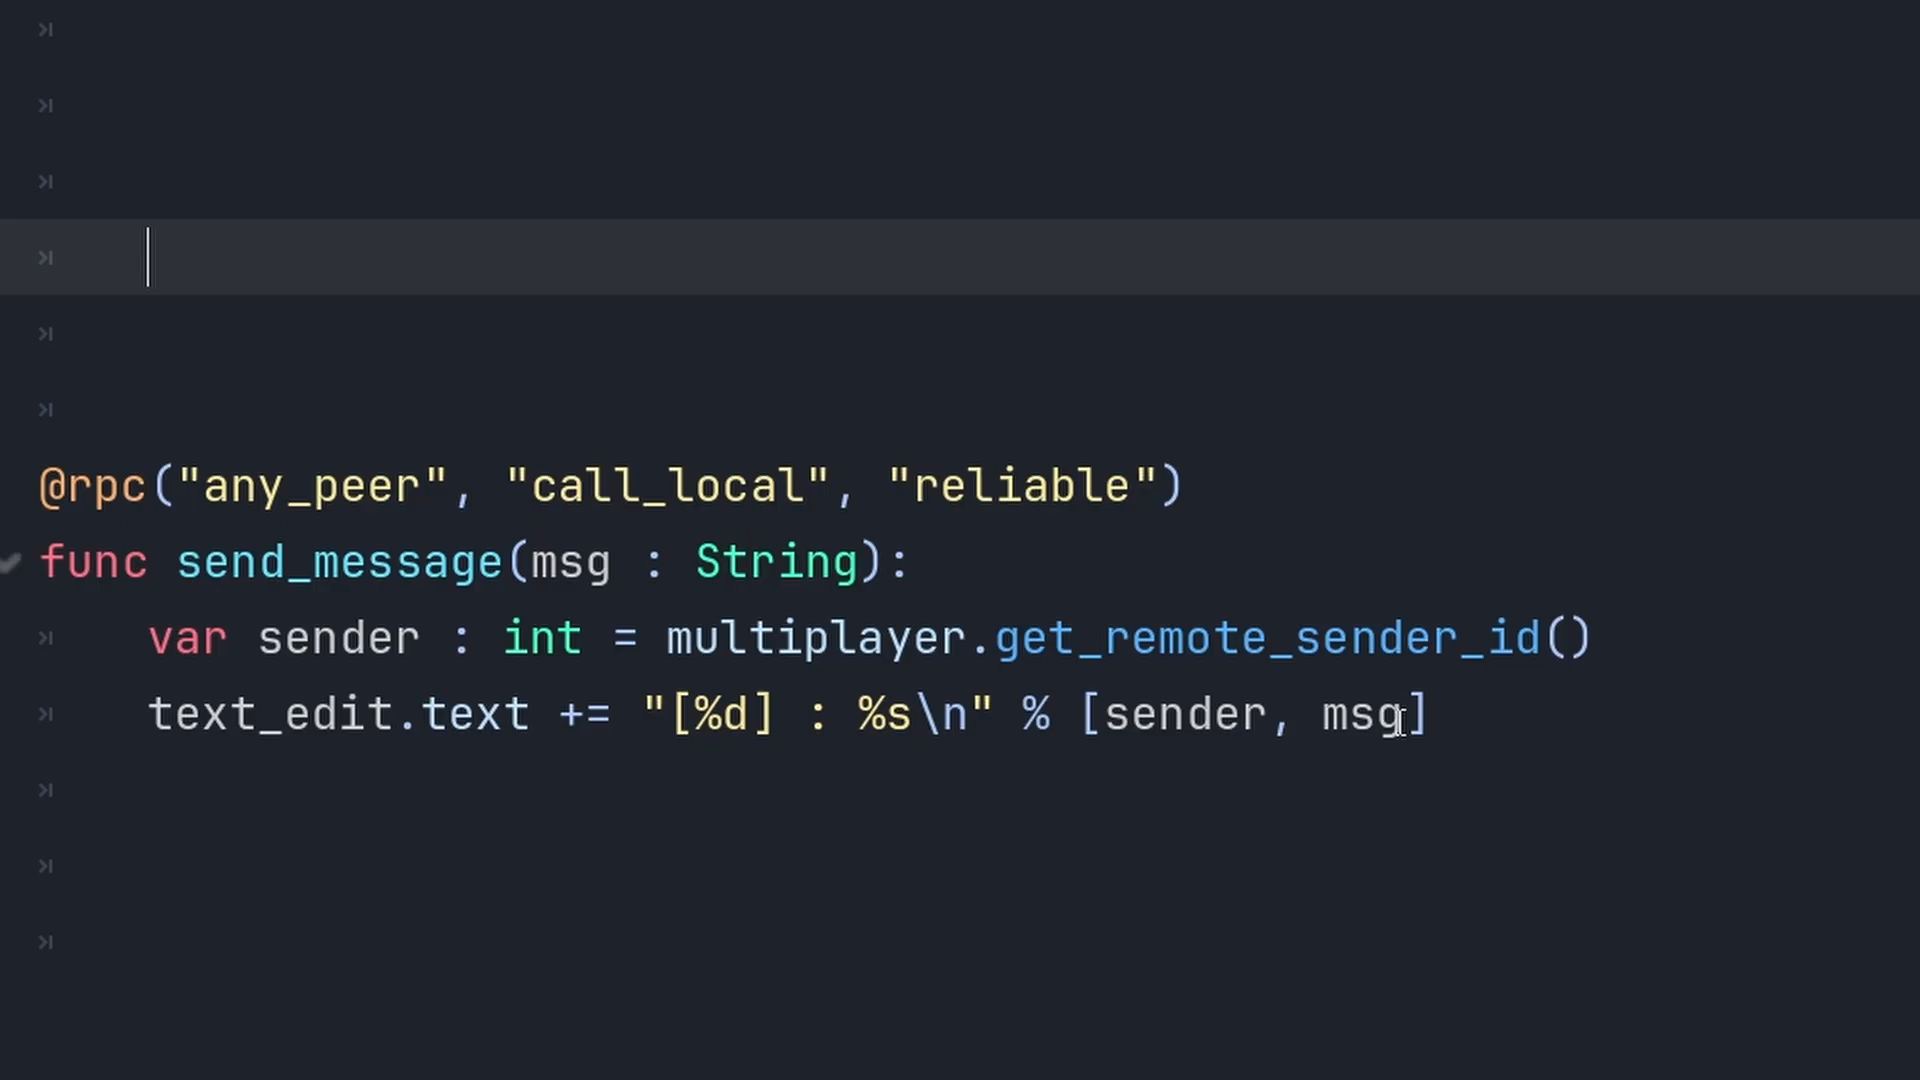 @rpc("any_peer", "call_local", "reliable")
func send_message(msg : String):
var sender : int = multiplayer.get_remote_sender_id()
text_edit.text += "[%d] : %s\n" % [sender, msg]